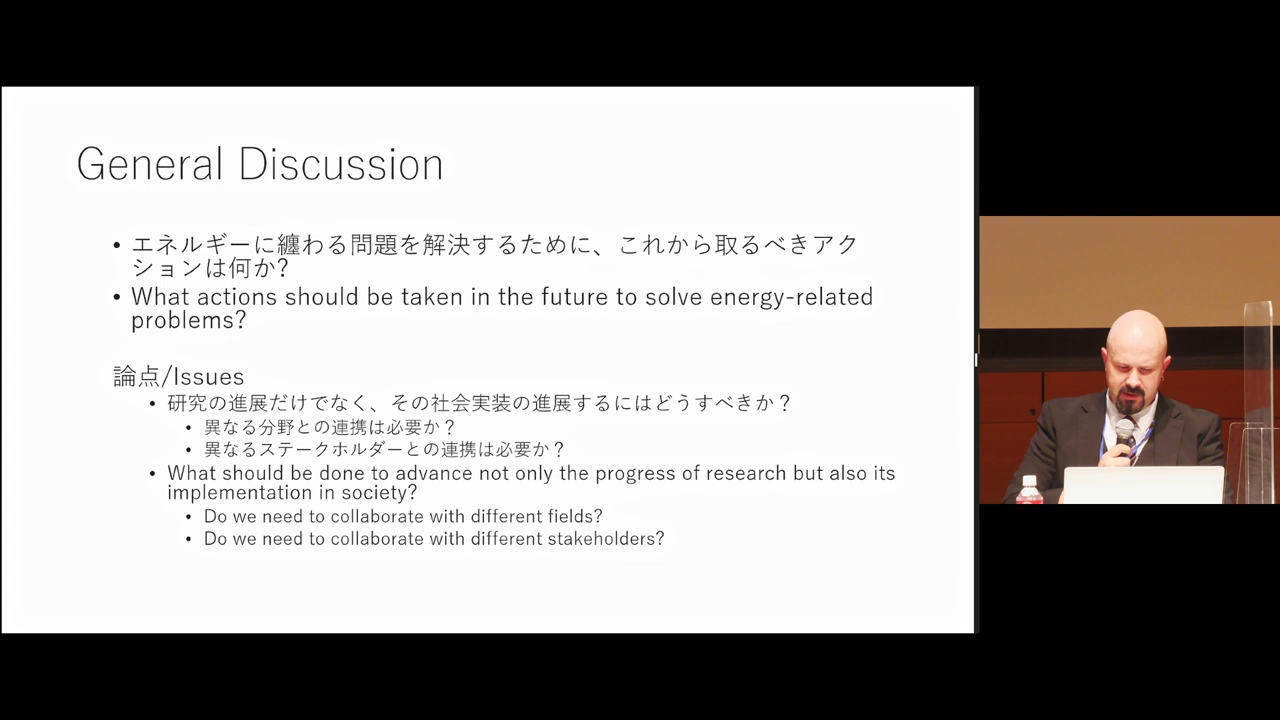 General Discussion
• エネルギーに纏わる問題を解決するために、これから取るべきアク
ションは何か?
• What actions should be taken in the future to solve energy-related
problems?
論点/Issues
• 研究の進展だけでなく、その社会実装の進展するにはどうすべきか？
• 異なる分野との連携は必要か？
• 異なるステークホルダーとの連携は必要か？
• What should be done to advance not only the progress of research but also its
implementation in society?
• Do we need to collaborate with different fields?
• Do we need to collaborate with different stakeholders?